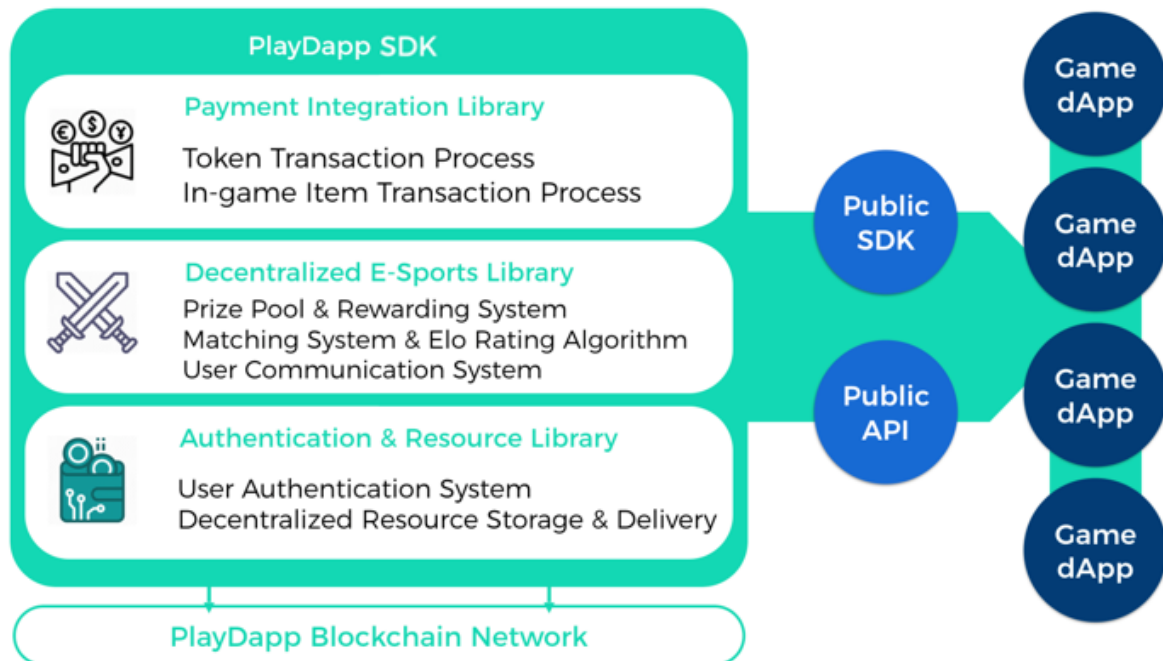 PlayDapp SDK
Payment Integration Library
Token Transaction Process
In-game Item Transaction Process
Decentralized E-Sports Library
Prize Pool & Rewarding System
Matching System & Elo Rating Algorithm
User Communication System
Authentication & Resource Library
User Authentication System
Decentralized Resource Storage & Delivery
PlayDapp Blockchain Network
Public
SDK
Public
API
Game
dApp
Game
dApp
Game
dApp
Game
dApp